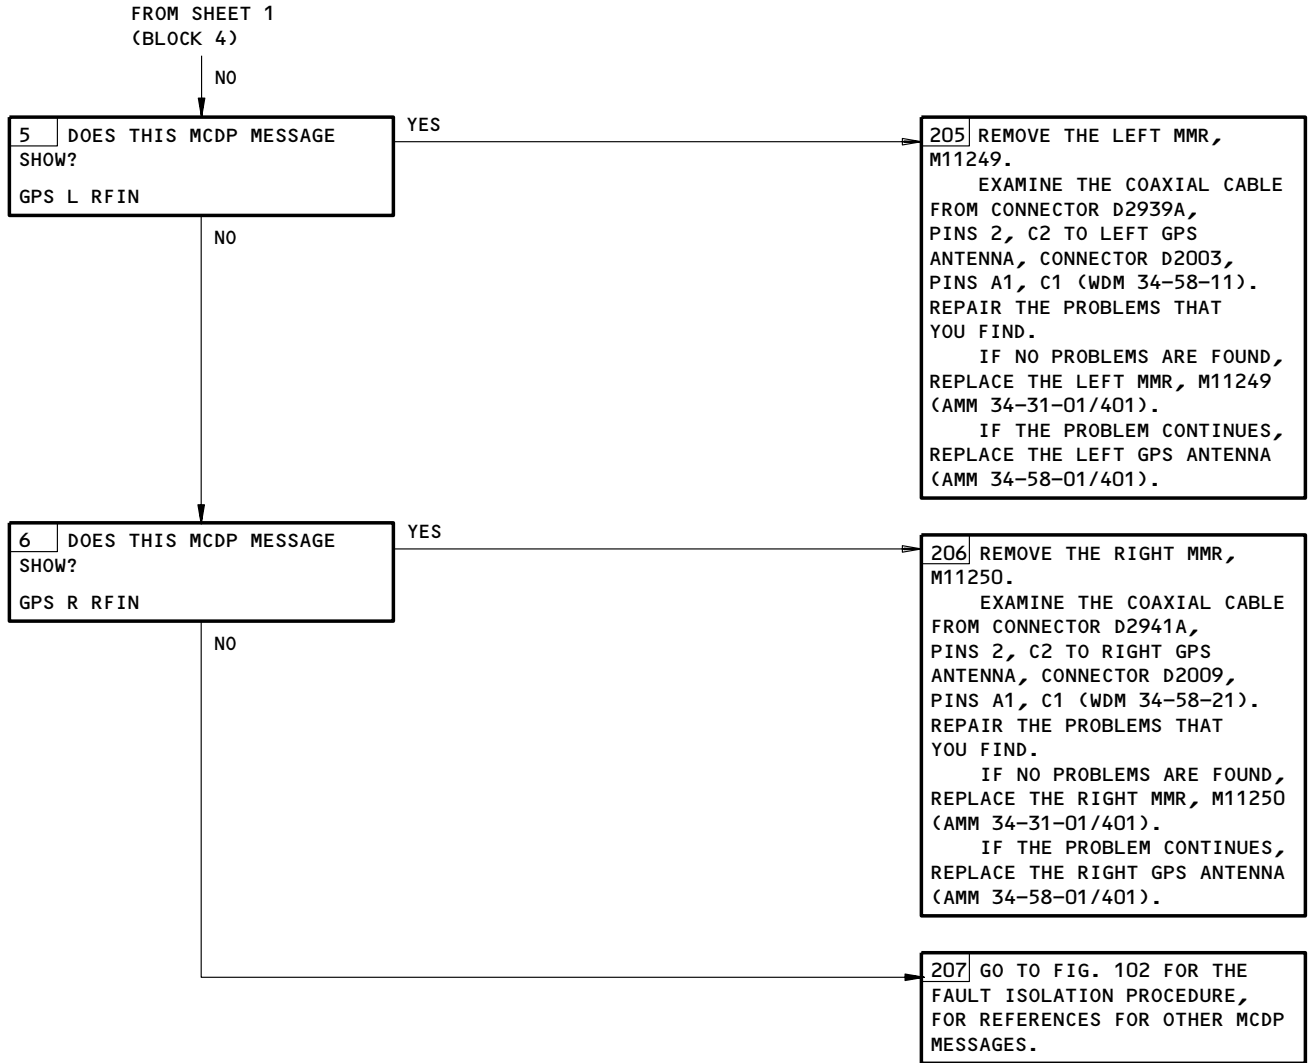 FROM SHEET 1
(BLOCK 4)
NO
5 DOES THIS MCDP MESSAGE
SHOW?
GPS L RFIN
YES
NO
205 REMOVE THE LEFT MMR,
M11249.
EXAMINE THE COAXIAL CABLE
FROM CONNECTOR D2939A,
PINS 2, C2 TO LEFT GPS
ANTENNA, CONNECTOR D2003,
PINS A1, C1 (WDM 34-58-11).
REPAIR THE PROBLEMS THAT
YOU FIND.
IF NO PROBLEMS ARE FOUND,
REPLACE THE LEFT MMR, M11249
(AMM 34-31-01/401).
IF THE PROBLEM CONTINUES,
REPLACE THE LEFT GPS ANTENNA
(AMM 34-58-01/401).
6 DOES THIS MCDP MESSAGE
SHOW?
GPS R RFIN
YES
NO
206 REMOVE THE RIGHT MMR,
M11250.
EXAMINE THE COAXIAL CABLE
FROM CONNECTOR D2941A,
PINS 2, C2 TO RIGHT GPS
ANTENNA, CONNECTOR D2009,
PINS A1, C1 (WDM 34-58-21).
REPAIR THE PROBLEMS THAT
YOU FIND.
IF NO PROBLEMS ARE FOUND,
REPLACE THE RIGHT MMR, M11250
(AMM 34-31-01/401).
IF THE PROBLEM CONTINUES,
REPLACE THE RIGHT GPS ANTENNA
(AMM 34-58-01/401).
207 GO TO FIG. 102 FOR THE
FAULT ISOLATION PROCEDURE,
FOR REFERENCES FOR OTHER MCDP
MESSAGES.